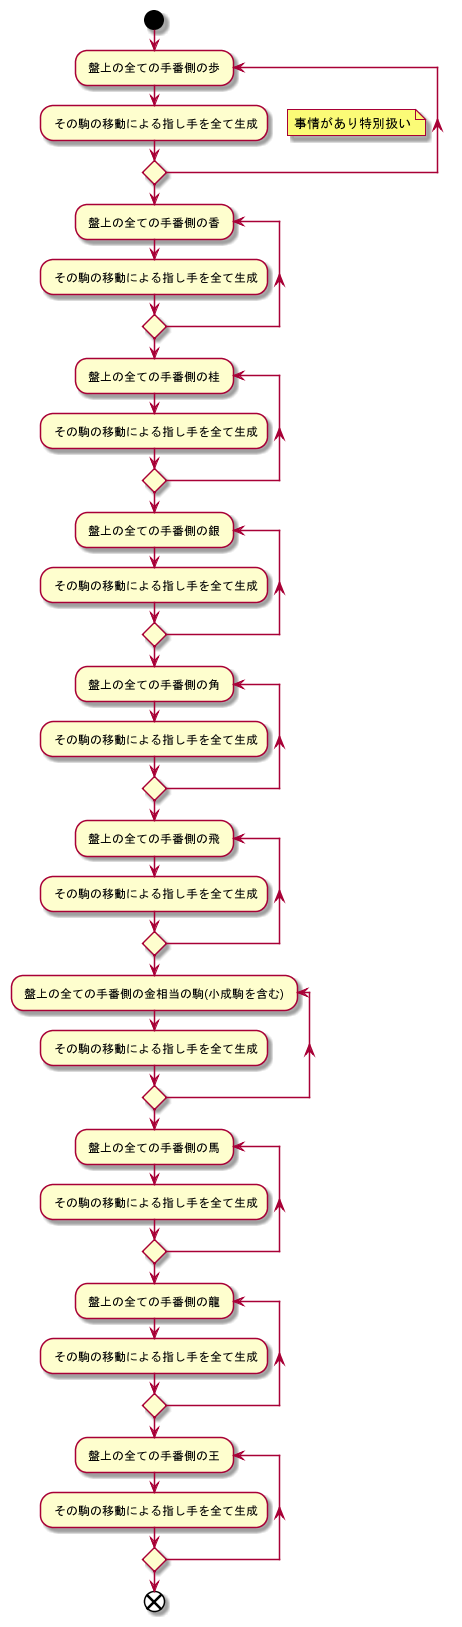 盤上の全ての手番側の歩
その駒の移動による指し手を全て生成
事情があり特別扱い
盤上の全ての手番側の香
その駒の移動による指し手を全て生成
盤上の全ての手番側の桂
その駒の移動による指し手を全て生成
盤上の全ての手番側の銀
その駒の移動による指し手を全て生成
盤上の全ての手番側の角
その駒の移動による指し手を全て生成
盤上の全ての手番側の飛
その駒の移動による指し手を全て生成
盤上の全ての手番側の金相当の駒(小成駒を含む)
その駒の移動による指し手を全て生成
盤上の全ての手番側の馬
その駒の移動による指し手を全て生成
盤上の全ての手番側の龍
その駒の移動による指し手を全て生成
盤上の全ての手番側の王
その駒の移動による指し手を全て生成